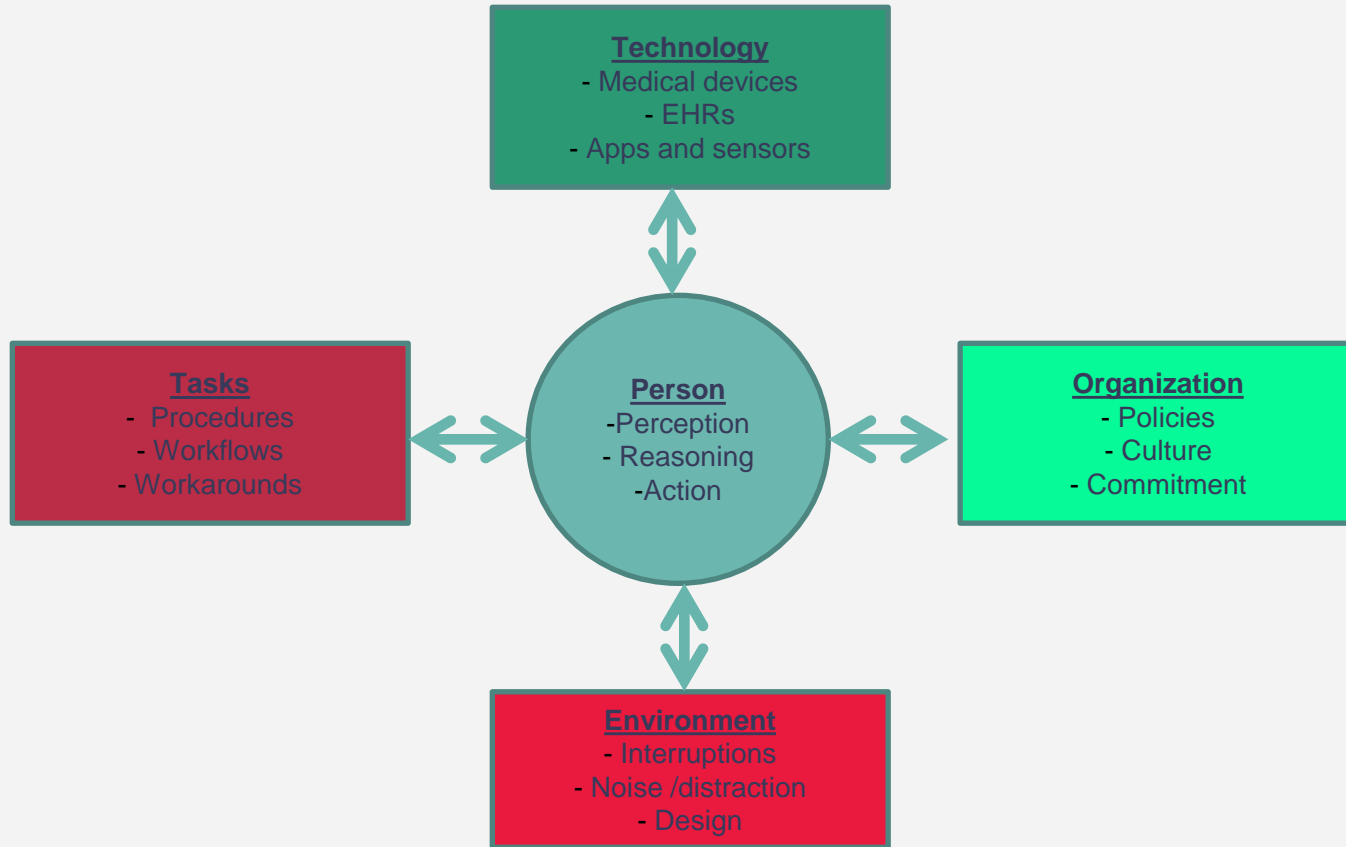 Technology
- Medical devices
- EHRs
- Apps and sensors
Tasks
- Procedures
- Workflows
- Workarounds
Person
-Perception
- Reasoning
-Action
Organization
- Policies
- Culture
- Commitment
Environment
- Interruptions
- Noise /distraction
- Design